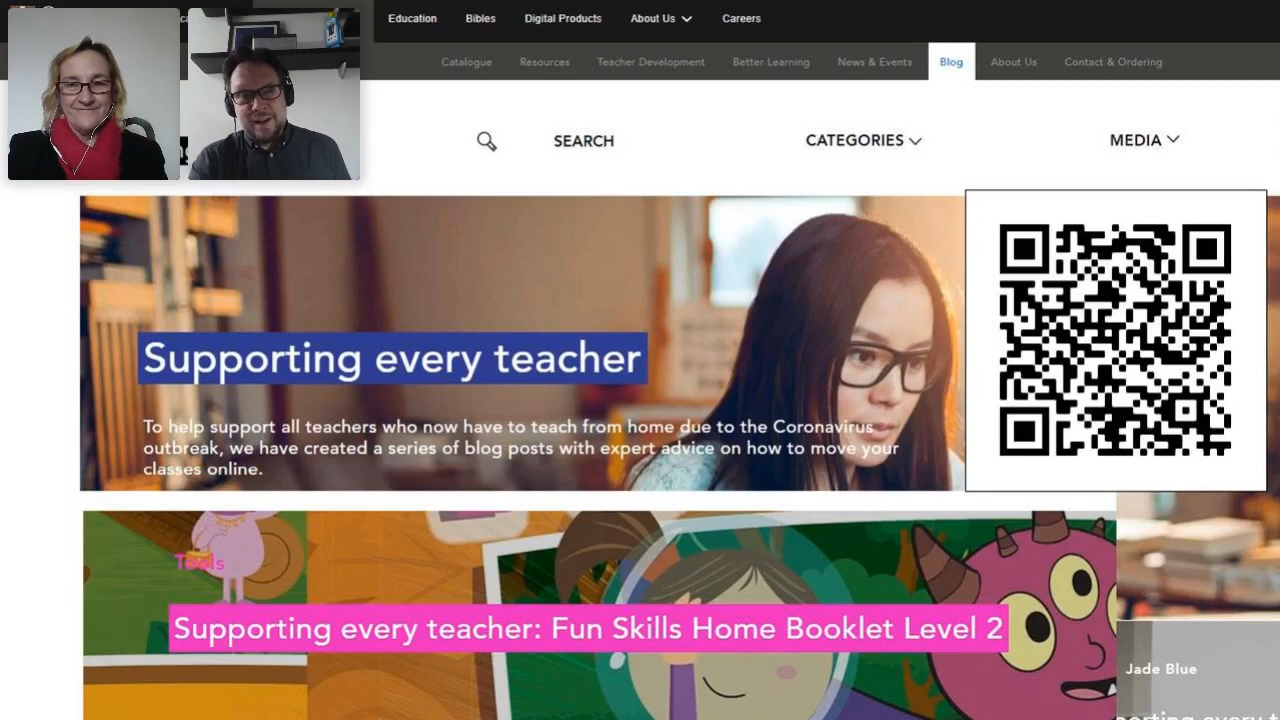 Education Bibles Digital Products About Us Careers
Catalogue Resources Teacher Development Better Learning News & Events Blog About Us Contact & Ordering
SEARCH CATEGORIES MEDIA
Supporting every teacher
To help support all teachers who now have to teach from home due to the Coronavirus
outbreak, we have created a series of blog posts with expert advice on how to move your
classes online.
Tools
Supporting every teacher: Fun Skills Home Booklet Level 2
Jade Blue